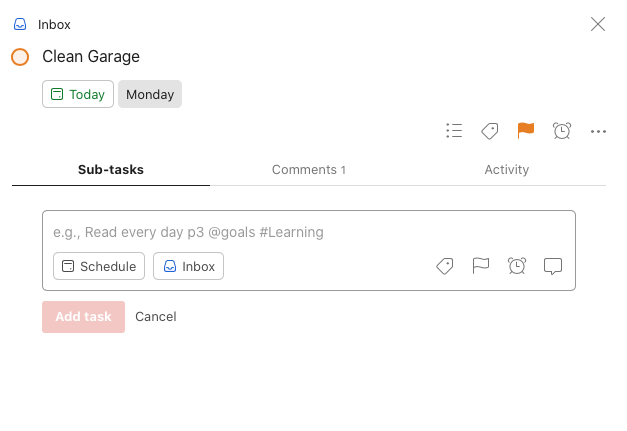 Inbox
Clean Garage
Today Monday
Sub-tasks Comments 1 Activity
e.g., Read every day p3 @goals #Learning
Schedule Inbox
Add task Cancel